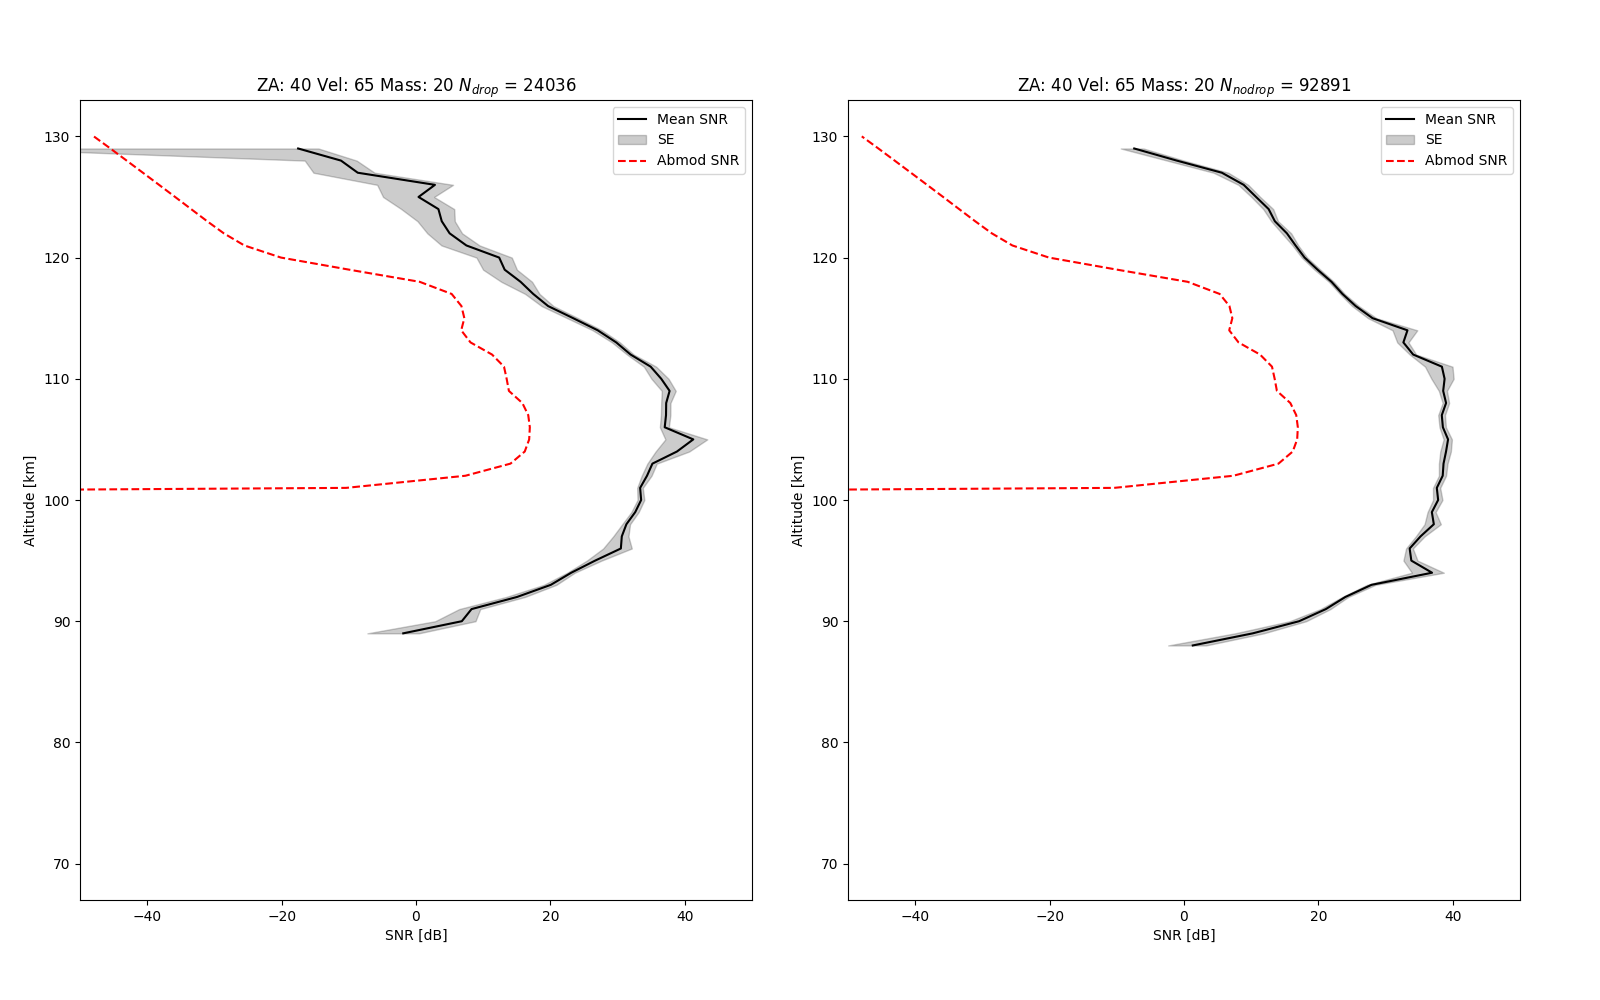 ZA: 40 Vel: 65 Mass: 20 N_drop = 24036
Mean SNR
SE
Abmod SNR
130
120
110
100
90
80
70
Altitude [km]
−40
−20
0
20
40
SNR [dB]
ZA: 40 Vel: 65 Mass: 20 N_nodrop = 92891
Mean SNR
SE
Abmod SNR
130
120
110
100
90
80
70
Altitude [km]
−40
−20
0
20
40
SNR [dB]